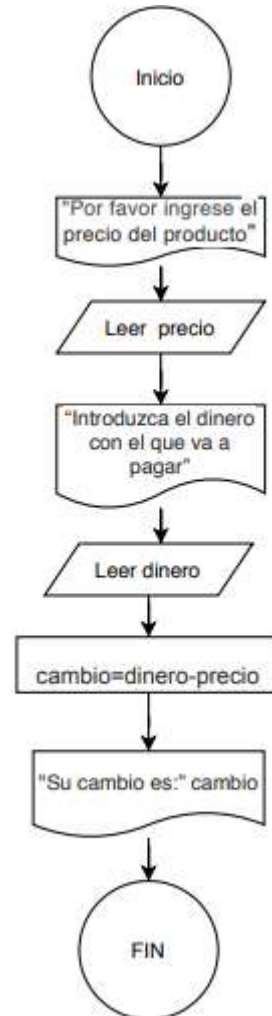 Inicio
"Por favor ingrese el
precio del producto"
Leer precio
“Introduzca el dinero
con el que va a
pagar”
Leer dinero
cambio=dinero-precio
"Su cambio es:" cambio
FIN